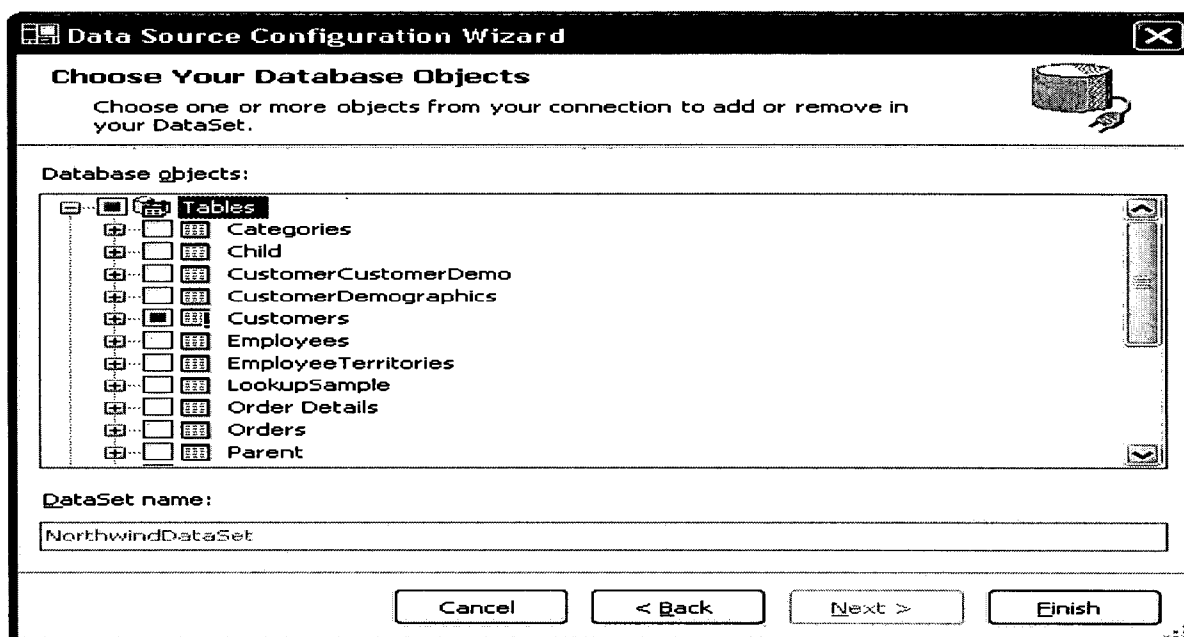 Data Source Configuration Wizard
Choose Your Database Objects
Choose one or more objects from your connection to add or remove in
your DataSet.
Database objects:
Tables
Categories
Child
CustomerCustomerDemo
CustomerDemographics
Customers
Employees
EmployeeTerritories
LookupSample
Order Details
Orders
Parent
DataSet name:
NorthwindDataSet
Cancel
< Back
Next >
Finish